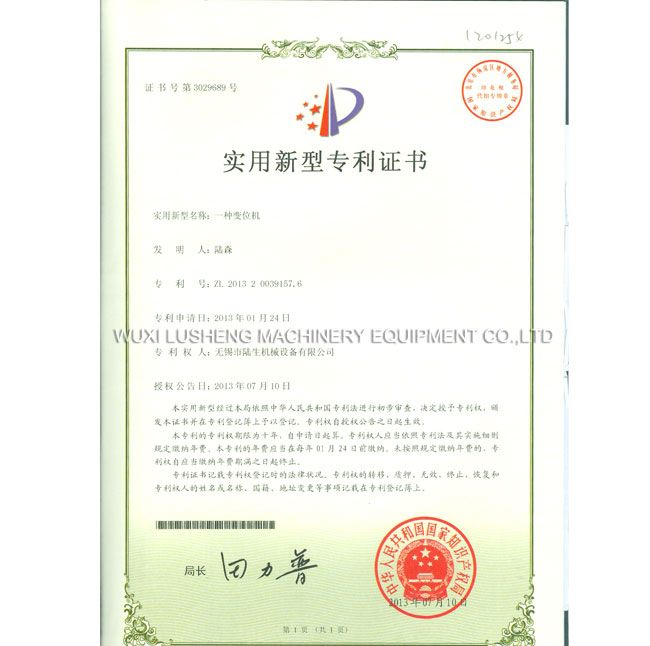 1201254
证书号第3029689号
实用新型专利证书
实用新型名称：一种变位机
发 明 人：陆森
专 利 号：ZL 2013 2 0039157.6
专利申请日：2013年01月24日
WUXI LUSHENG MACHINERY EQUIPMENT CO.,LTD
专 利 权 人：无锡市陆生机械设备有限公司
授权公告日：2013年07月10日
本实用新型经过本局依照中华人民共和国专利法进行初步审查，决定授予专利权，颁
发本证书并在专利登记簿上予以登记。专利权自授权公告之日起生效。
本专利的专利权期限为十年，自申请日起算。专利权人应当依照专利法及其实施细则
规定缴纳年费。本专利的年费应当在每年01月24日前缴纳。未按照规定缴纳年费的，专
利权自应当缴纳年费期满之日起终止。
专利证书记载专利权登记时的法律状况。专利权的转移、质押、无效、终止、恢复和
专利权人的姓名或名称、国籍、地址变更等事项记载在专利登记簿上。
局长
田力普
中华人民共和国国家知识产权局
2013年07月10日
第1页（共1页）